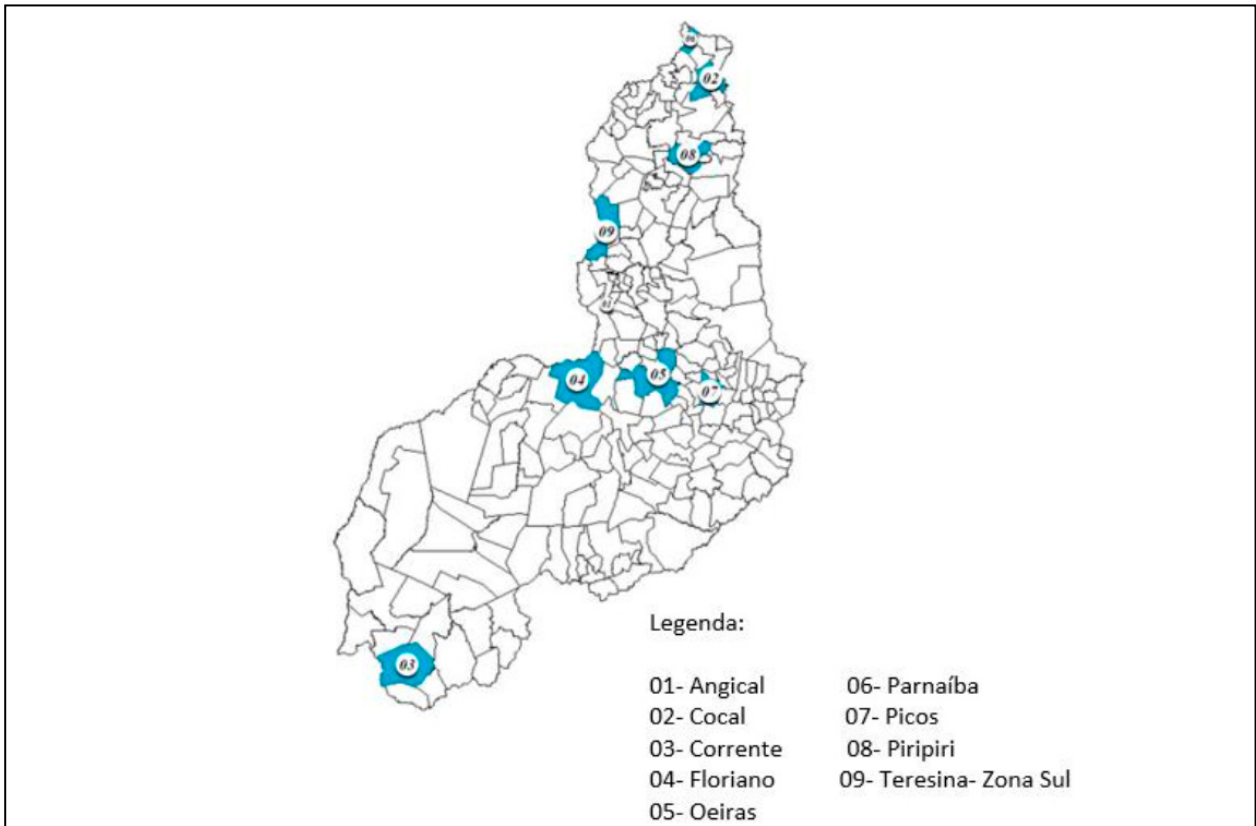 06
02
08
09
01
04
05
07
03
Legenda:
01- Angical 06- Parnaíba
02- Cocal 07- Picos
03- Corrente 08- Piripiri
04- Floriano 09- Teresina- Zona Sul
05- Oeiras